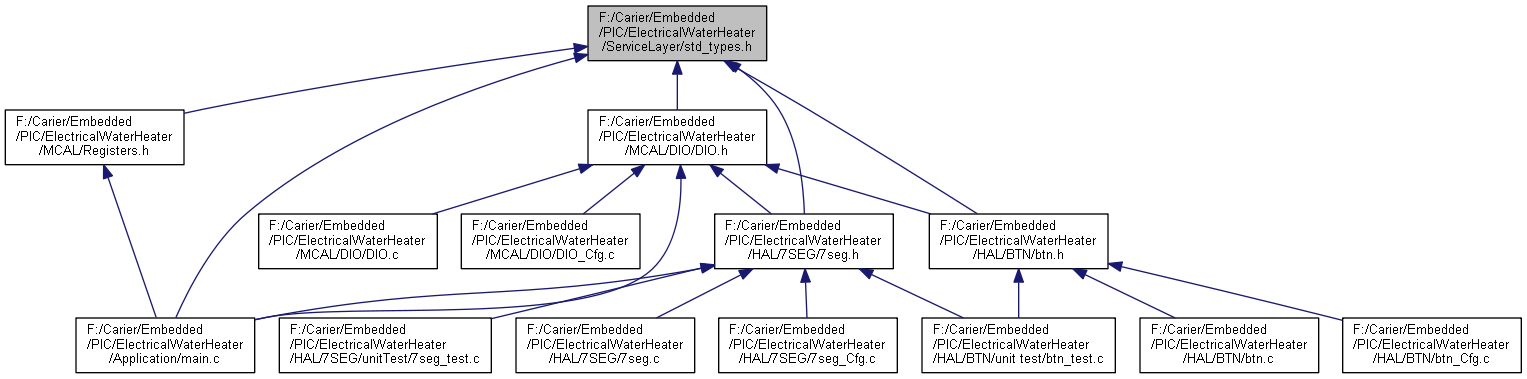 F:/Carier/Embedded
/PIC/ElectricalWaterHeater
/ServiceLayer/std_types.h
F:/Carier/Embedded
/PIC/ElectricalWaterHeater
/MCAL/Registers.h
F:/Carier/Embedded
/PIC/ElectricalWaterHeater
/MCAL/DIO/DIO.h
F:/Carier/Embedded
/PIC/ElectricalWaterHeater
/MCAL/DIO/DIO.c
F:/Carier/Embedded
/PIC/ElectricalWaterHeater
/MCAL/DIO/DIO_Cfg.c
F:/Carier/Embedded
/PIC/ElectricalWaterHeater
/HAL/7SEG/7seg.h
F:/Carier/Embedded
/PIC/ElectricalWaterHeater
/HAL/BTN/btn.h
F:/Carier/Embedded
/PIC/ElectricalWaterHeater
/Application/main.c
F:/Carier/Embedded
/PIC/ElectricalWaterHeater
/HAL/7SEG/unitTest/7seg_test.c
F:/Carier/Embedded
/PIC/ElectricalWaterHeater
/HAL/7SEG/7seg.c
F:/Carier/Embedded
/PIC/ElectricalWaterHeater
/HAL/7SEG/7seg_Cfg.c
F:/Carier/Embedded
/PIC/ElectricalWaterHeater
/HAL/BTN/unit test/btn_test.c
F:/Carier/Embedded
/PIC/ElectricalWaterHeater
/HAL/BTN/btn.c
F:/Carier/Embedded
/PIC/ElectricalWaterHeater
/HAL/BTN/btn_Cfg.c